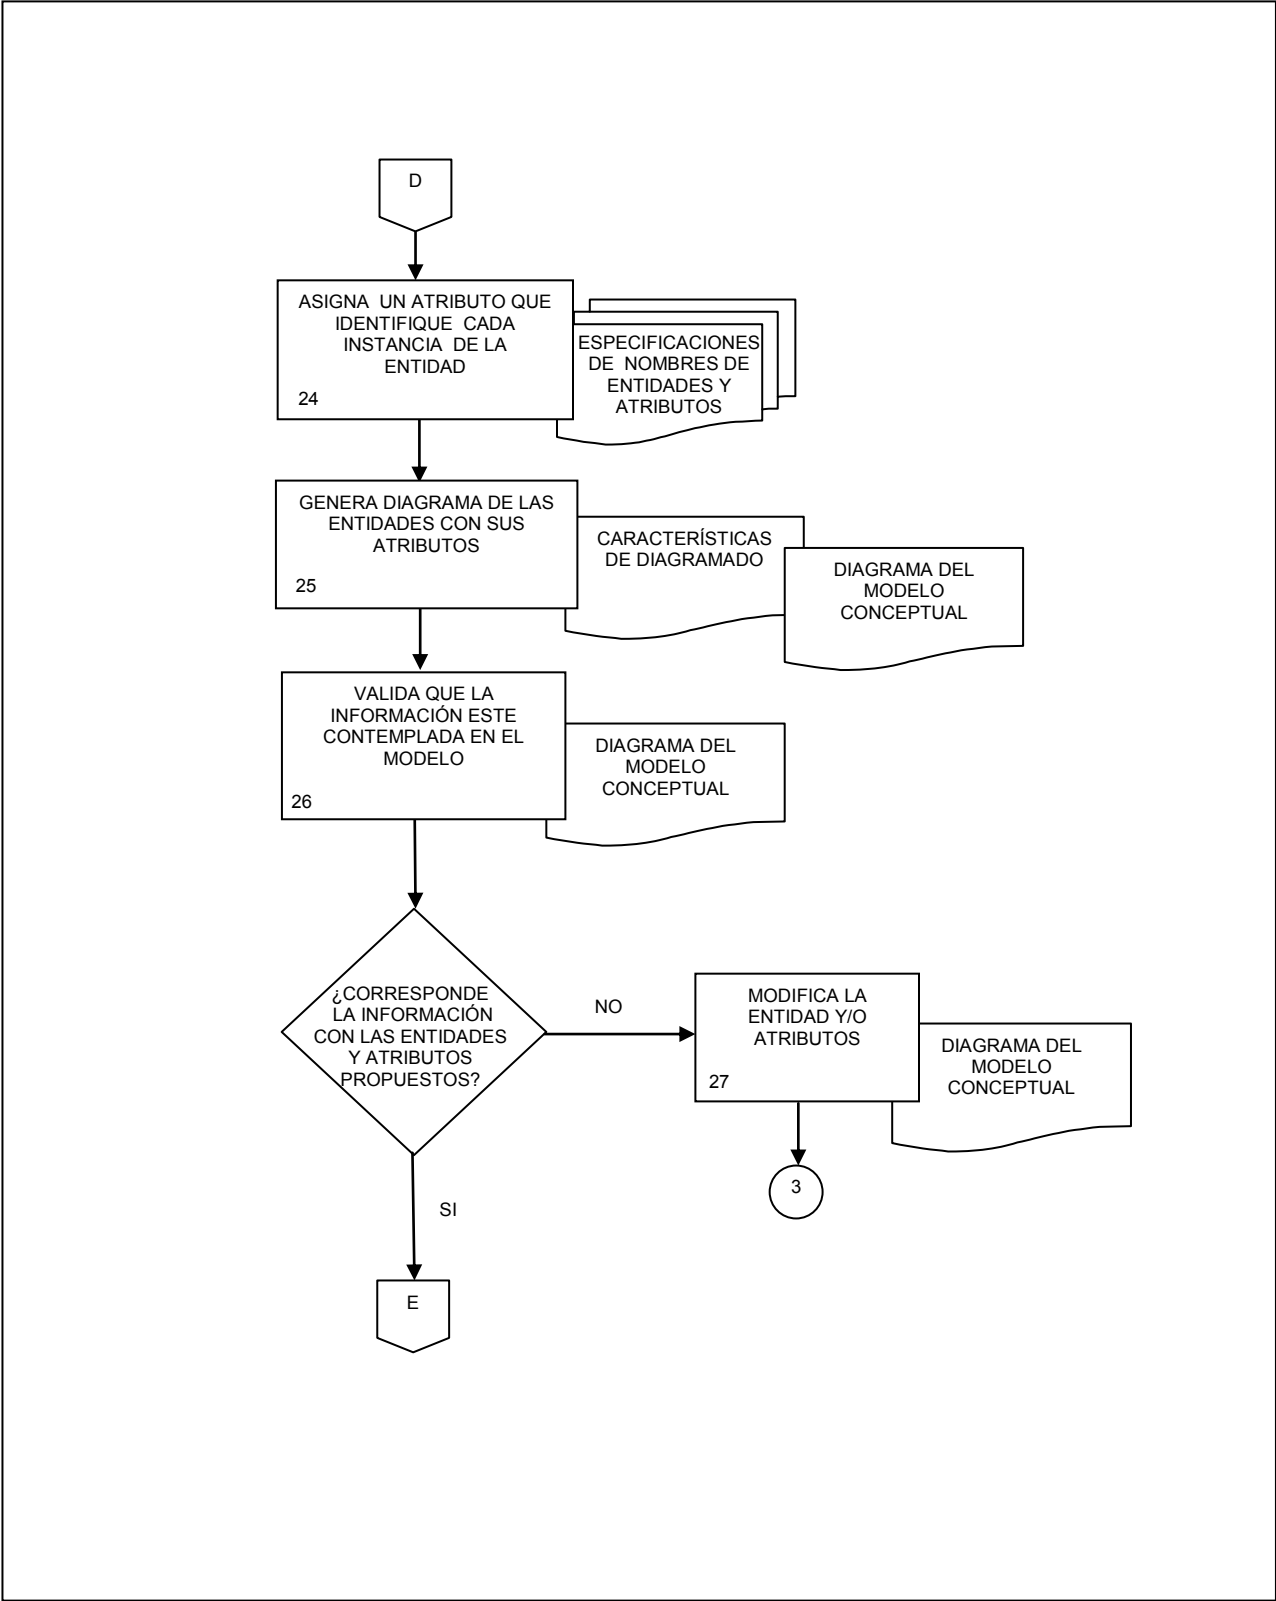 D
ASIGNA UN ATRIBUTO QUE
IDENTIFIQUE CADA
INSTANCIA DE LA
ENTIDAD
24
ESPECIFICACIONES
DE NOMBRES DE
ENTIDADES Y
ATRIBUTOS
GENERA DIAGRAMA DE LAS
ENTIDADES CON SUS
ATRIBUTOS
25
CARACTERÍSTICAS
DE DIAGRAMADO
DIAGRAMA DEL
MODELO
CONCEPTUAL
VALIDA QUE LA
INFORMACIÓN ESTE
CONTEMPLADA EN EL
MODELO
26
DIAGRAMA DEL
MODELO
CONCEPTUAL
¿CORRESPONDE
LA INFORMACIÓN
CON LAS ENTIDADES
Y ATRIBUTOS
PROPUESTOS?
NO
MODIFICA LA
ENTIDAD Y/O
ATRIBUTOS
27
DIAGRAMA DEL
MODELO
CONCEPTUAL
3
SI
E